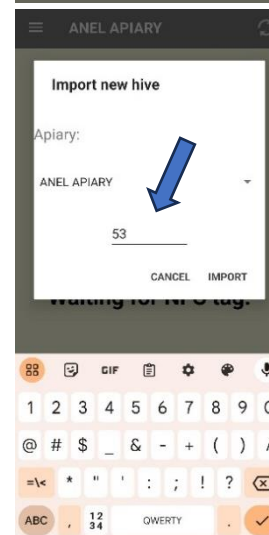 ANEL APIARY
Import new hive
Apiary:
ANEL APIARY
53
CANCEL IMPORT
Waiting for NFC tag.
GIF
1 2 3 4 5 6 7 8 9 0
@ # $ _ & - + ( ) /
=\< * " ' : ; ! ?
ABC , 12 QWERTY .
34